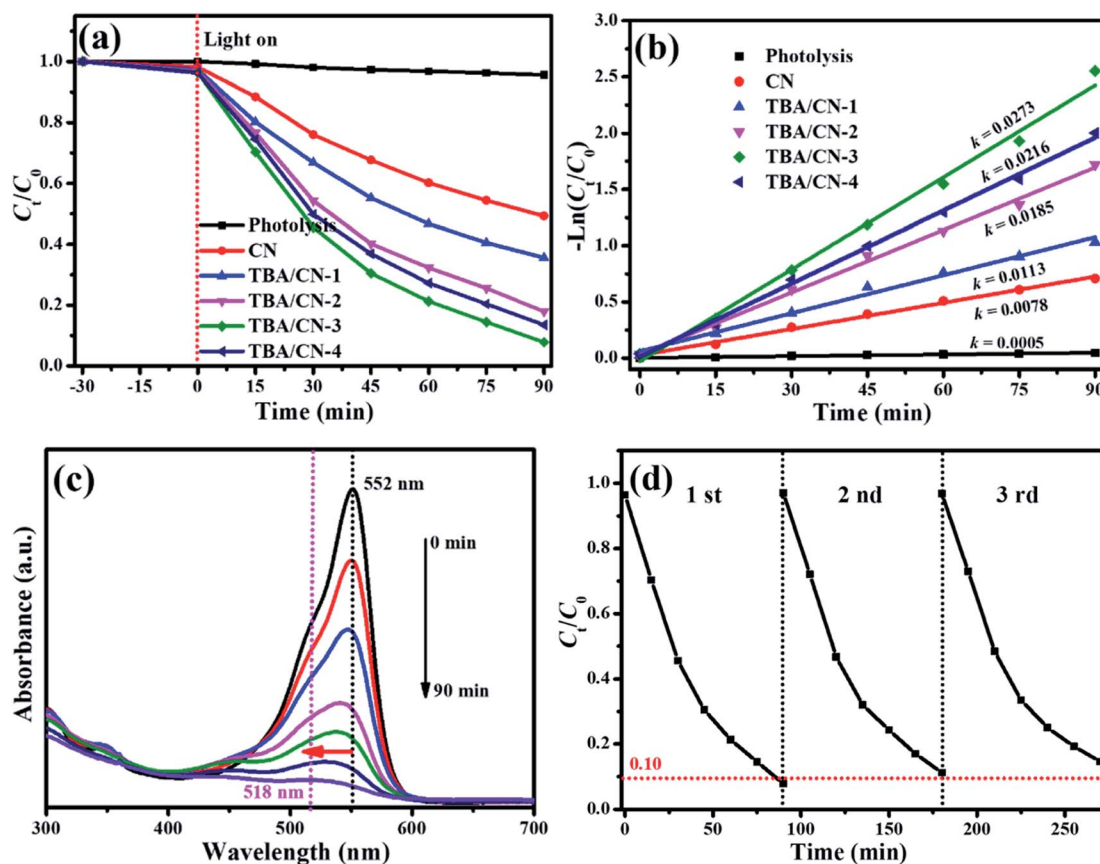 (a)
Light on
1.0
0.8
0.6
0.4
0.2
0.0
Ct/C0
Photolysis
CN
TBA/CN-1
TBA/CN-2
TBA/CN-3
TBA/CN-4
-30 -15 0 15 30 45 60 75 90
Time (min)
(b)
Photolysis
CN
TBA/CN-1
TBA/CN-2
TBA/CN-3
TBA/CN-4
3.0
2.5
2.0
1.5
1.0
0.5
0.0
-Ln(Ct/C0)
k = 0.0273
k = 0.0216
k = 0.0185
k = 0.0113
k = 0.0078
k = 0.0005
0 15 30 45 60 75 90
Time (min)
(c)
552 nm
0 min
90 min
518 nm
Absorbance (a.u.)
300 400 500 600 700
Wavelength (nm)
(d)
1 st 2 nd 3 rd
1.0
0.8
0.6
0.4
0.2
0.0
0.10
Ct/C0
0 50 100 150 200 250
Time (min)